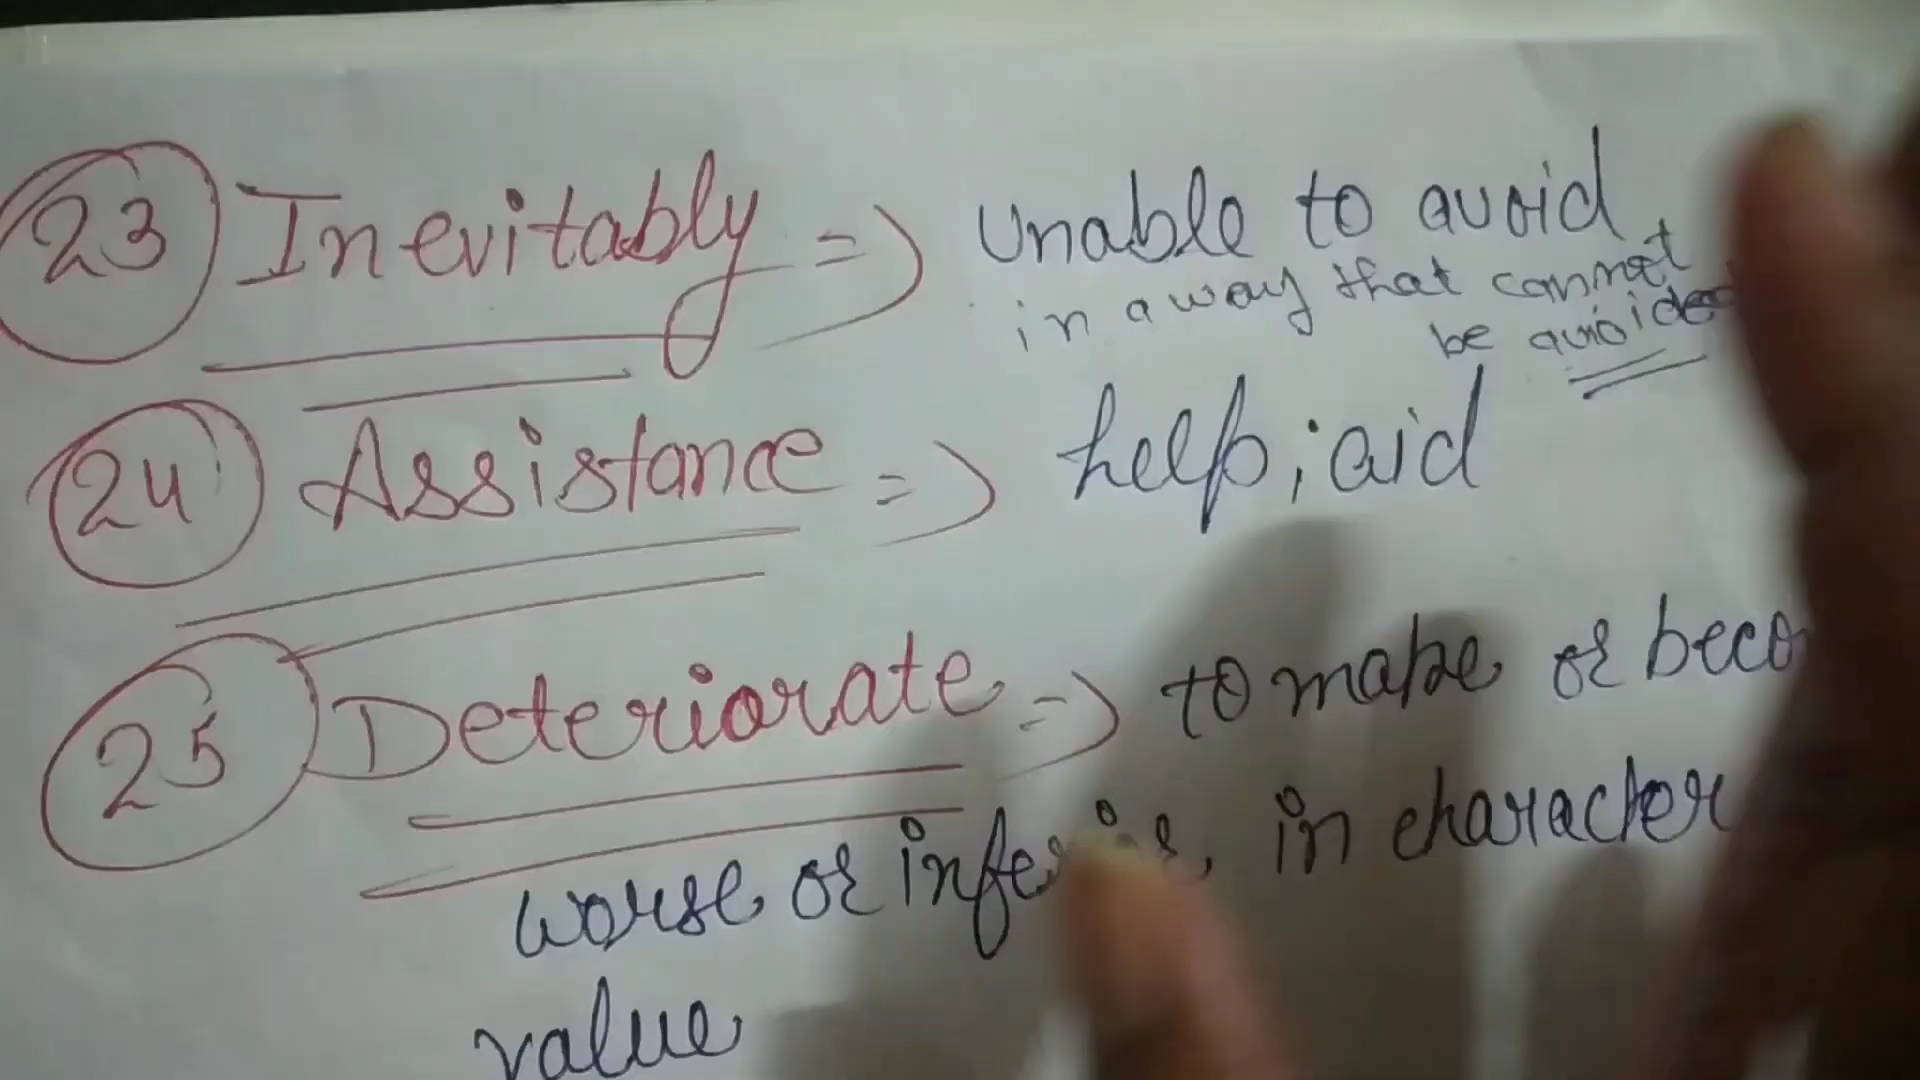 23 Inevitably => Unable to avoid
in a way that cannot
be avoided
24 Assistance => help; aid
25 Deteriorate => to make or
worse or in character
value